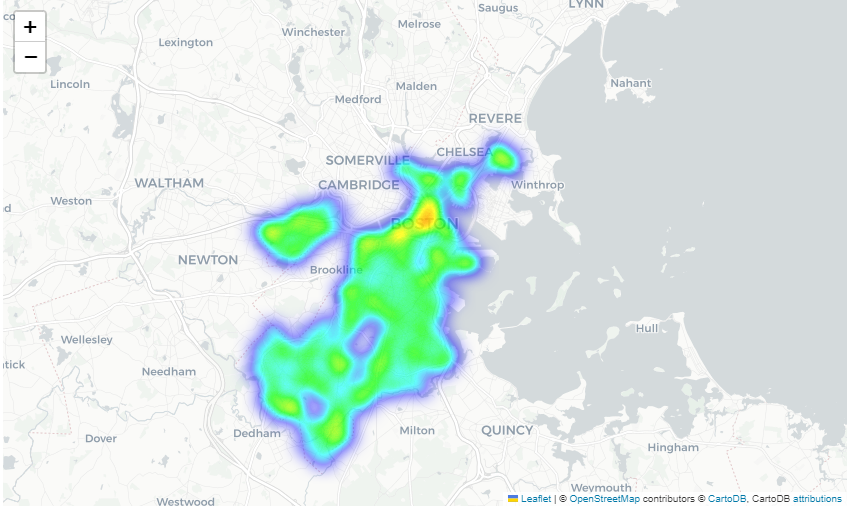 LYNN
Saugus
+
Melrose
Winchester
Lexington
−
Lincoln
Malden
Nahant
Medford
REVERE
CHELSEA
SOMERVILLE
WALTHAM
CAMBRIDGE
Winthrop
Weston
BOSTON
NEWTON
Brookline
Hull
Wellesley
Needham
Dedham
Milton
QUINCY
Dover
Hingham
Weymouth
Westwood
Leaflet | © OpenStreetMap contributors © CartoDB, CartoDB attributions